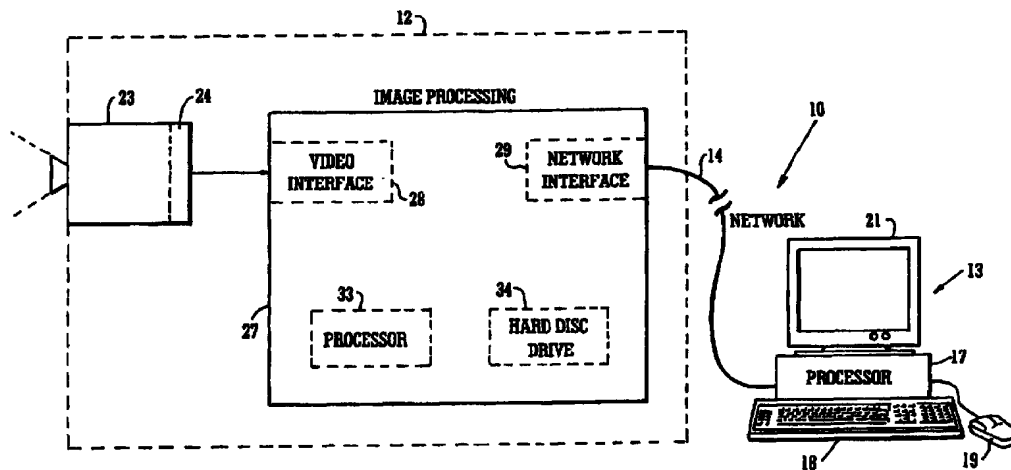 12
23
24
IMAGE PROCESSING
VIDEO
INTERFACE
28
29
NETWORK
INTERFACE
14
10
NETWORK
21
13
27
33
PROCESSOR
34
HARD DISC
DRIVE
17
PROCESSOR
18
19